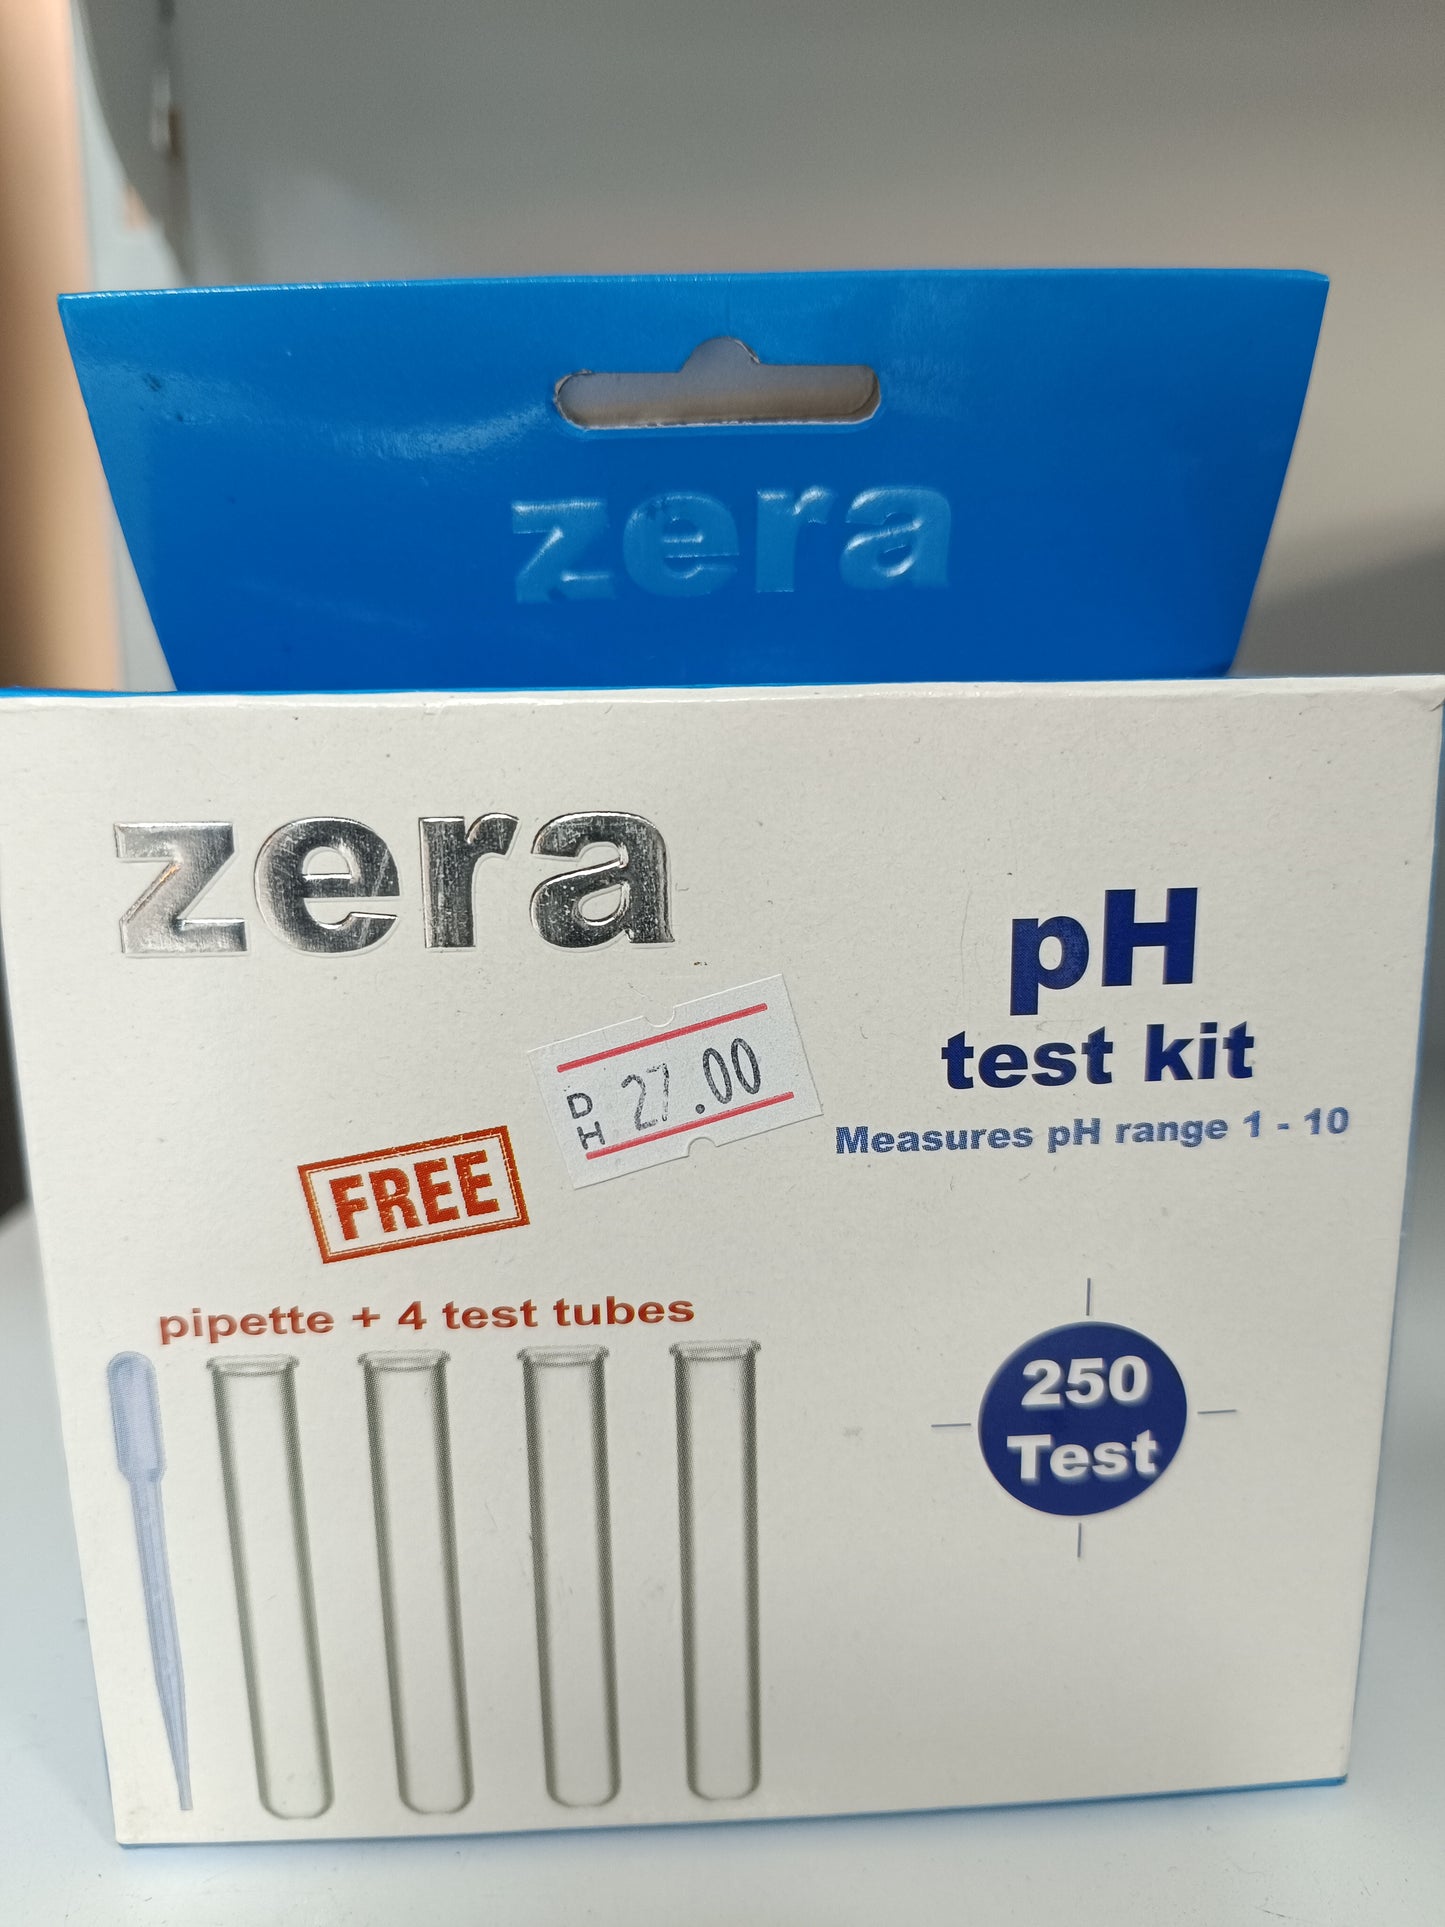 zera
zera
pH
test kit
Measures pH range 1 - 10
DH 27.00
FREE
pipette + 4 test tubes
250
Test